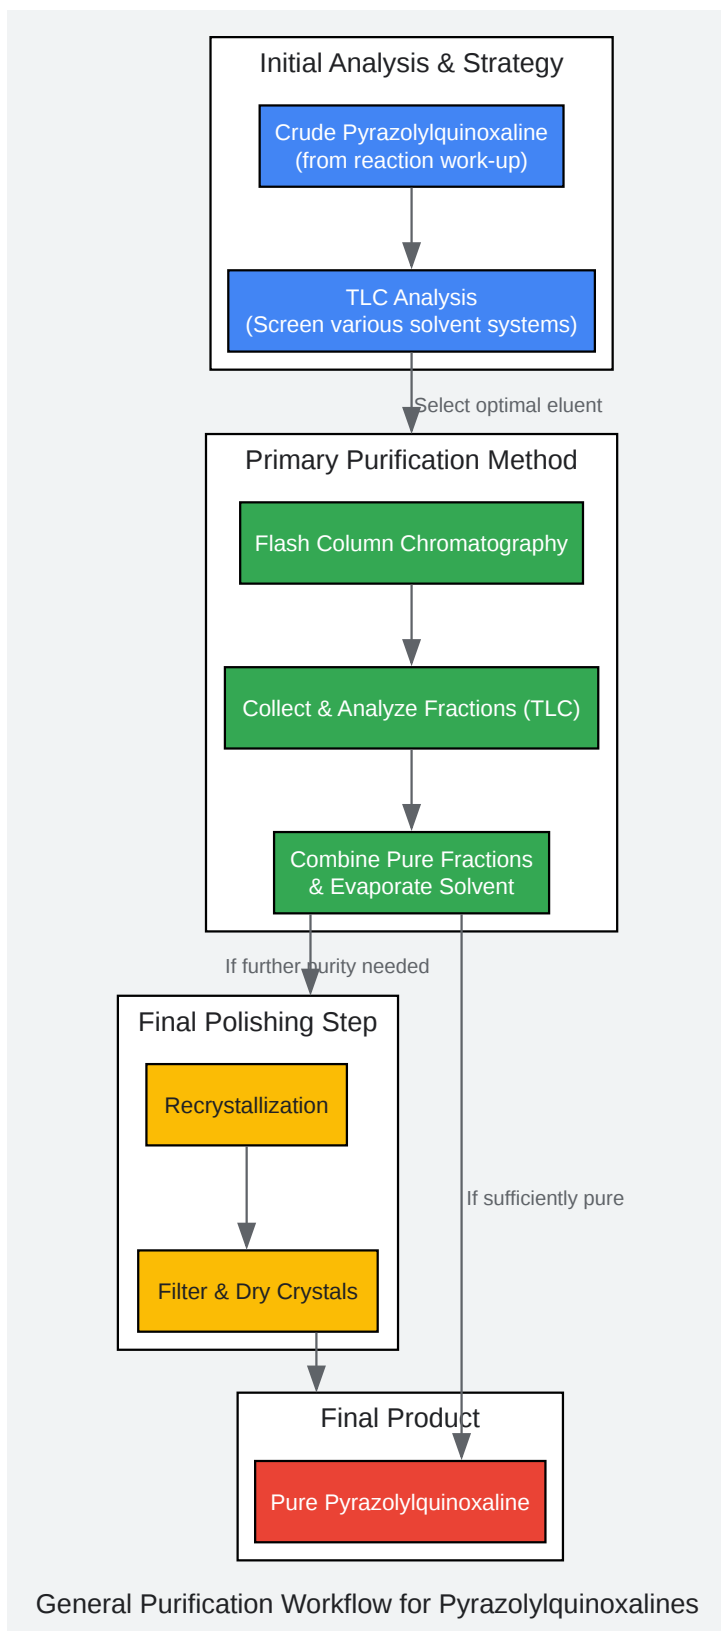 Initial Analysis & Strategy
Crude Pyrazolylquinoxaline
(from reaction work-up)
TLC Analysis
(Screen various solvent systems)
Select optimal eluent
Primary Purification Method
Flash Column Chromatography
Collect & Analyze Fractions (TLC)
Combine Pure Fractions
& Evaporate Solvent
If further purity needed
Final Polishing Step
Recrystallization
If sufficiently pure
Filter & Dry Crystals
Final Product
Pure Pyrazolylquinoxaline
General Purification Workflow for Pyrazolylquinoxalines